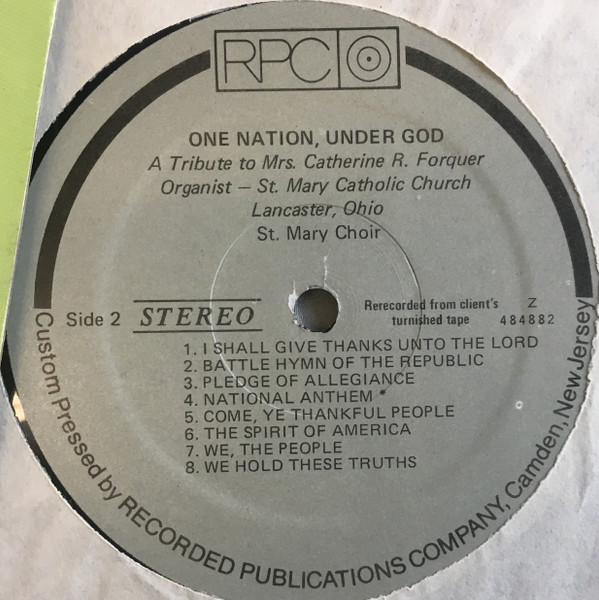 RPC
ONE NATION, UNDER GOD
A Tribute to Mrs. Catherine R. Forquer
Organist — St. Mary Catholic Church
Lancaster, Ohio
St. Mary Choir
Side 2 STEREO
Rerecorded from client's
turnished tape
Z
484882
1. I SHALL GIVE THANKS UNTO THE LORD
2. BATTLE HYMN OF THE REPUBLIC
3. PLEDGE OF ALLEGIANCE
4. NATIONAL ANTHEM
5. COME, YE THANKFUL PEOPLE
6. THE SPIRIT OF AMERICA
7. WE, THE PEOPLE
8. WE HOLD THESE TRUTHS
Custom Pressed by RECORDED PUBLICATIONS COMPANY, Camden, New Jersey